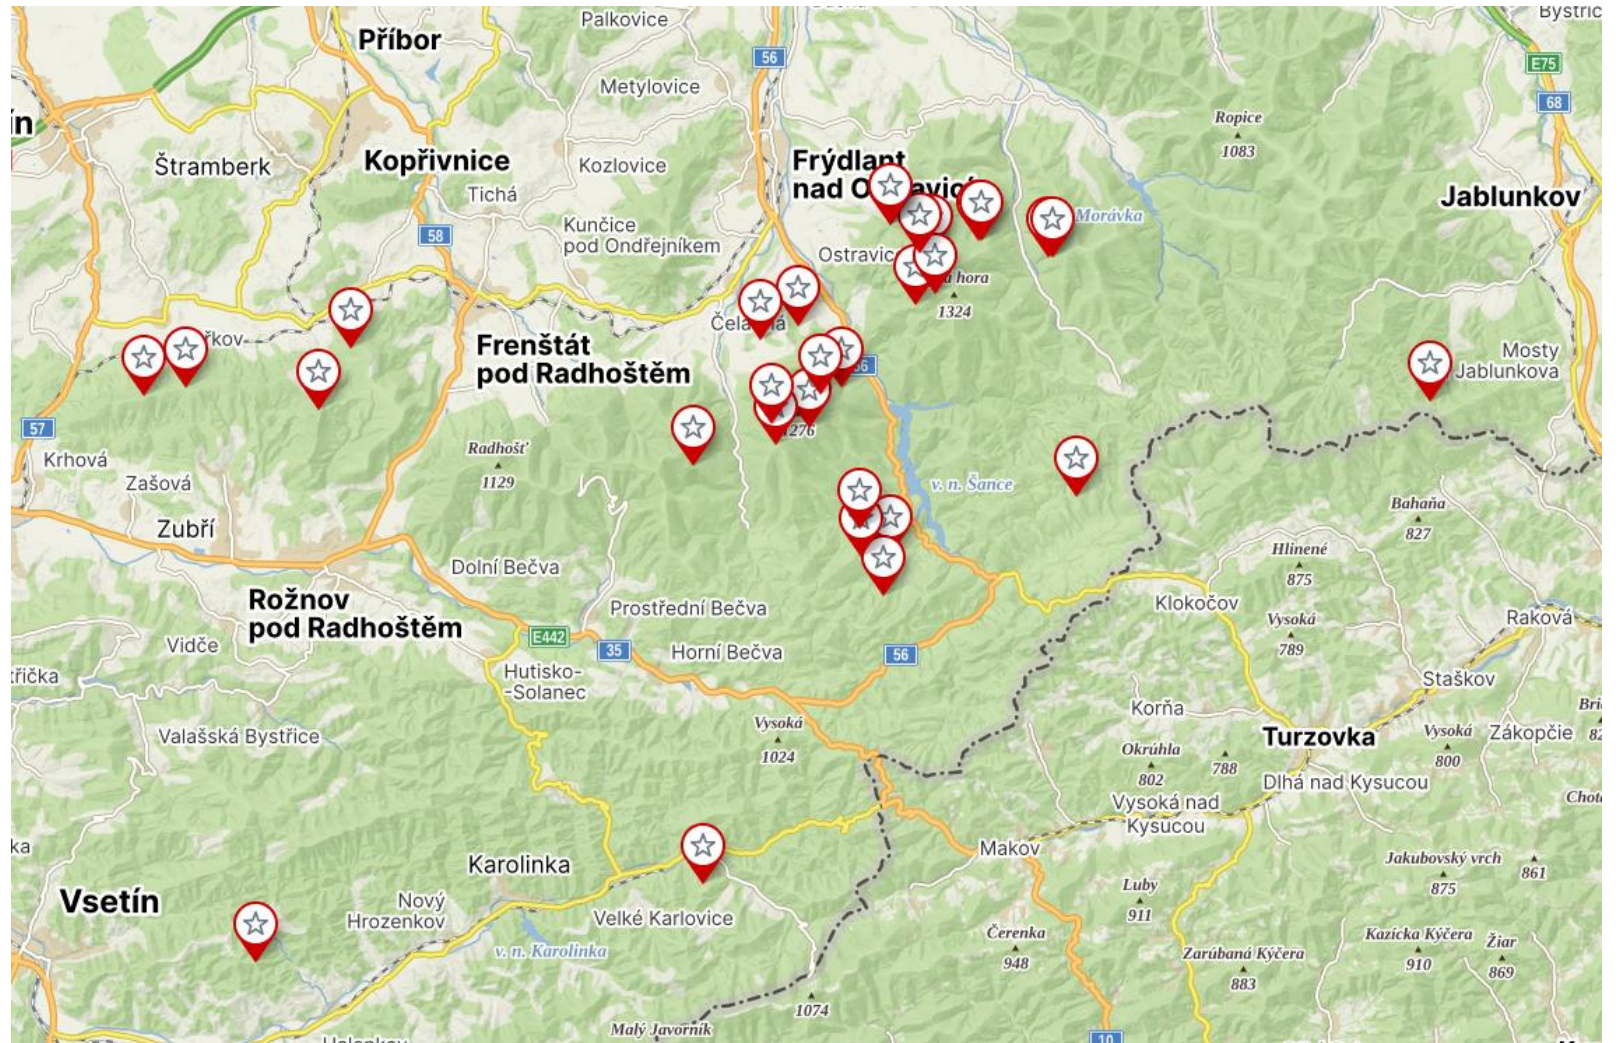 Palkovice
Příbor
56
E75
Metylovice
68
Ropice
1083
Štramberk
Kopřivnice
Kozlovice
Frýdlant
Tichá
Jablunkov
Morávka
Kunčice
pod Ondřejníkem
58
1324
Mosty
Jablunkova
Frenštát
pod Radhoštěm
57
Krhová
Radhošť
1129
Zašová
v. n. Šance
Bahaňa
827
Zubří
Hlinené
875
Dolní Bečva
Klokočov
Rožnov
pod Radhoštěm
Prostřední Bečva
Vysoká
789
Raková
E442
35
Vidče
Horní Bečva
56
Hutisko-
-Solanec
Staškov
Korňa
Valašská Bystřice
Vysoká
1024
Turzovka
Vysoká
800
Zákopčie
Okrúhla
802
788
Dlhá nad Kysucou
Vysoká nad
Kysucou
Makov
Karolinka
Jakubovský vrch
875
861
Vsetín
Nový
Hrozenkov
Velké Karlovice
Luby
911
v. n. Karolinka
Čerenka
948
Kazícka Kýčera
910
Žiar
869
Zarúbaná Kýčera
883
1074
Malý Javorník
10